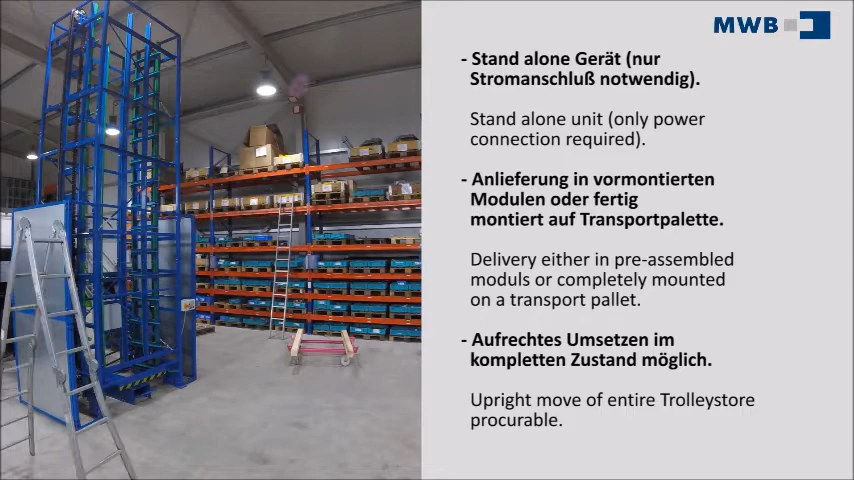 MWB
- Stand alone Gerät (nur
Stromanschluß notwendig).
Stand alone unit (only power
connection required).
- Anlieferung in vormontierten
Modulen oder fertig
montiert auf Transportpalette.
Delivery either in pre-assembled
moduls or completely mounted
on a transport pallet.
- Aufrechtes Umsetzen im
kompletten Zustand möglich.
Upright move of entire Trolleystore
procurable.